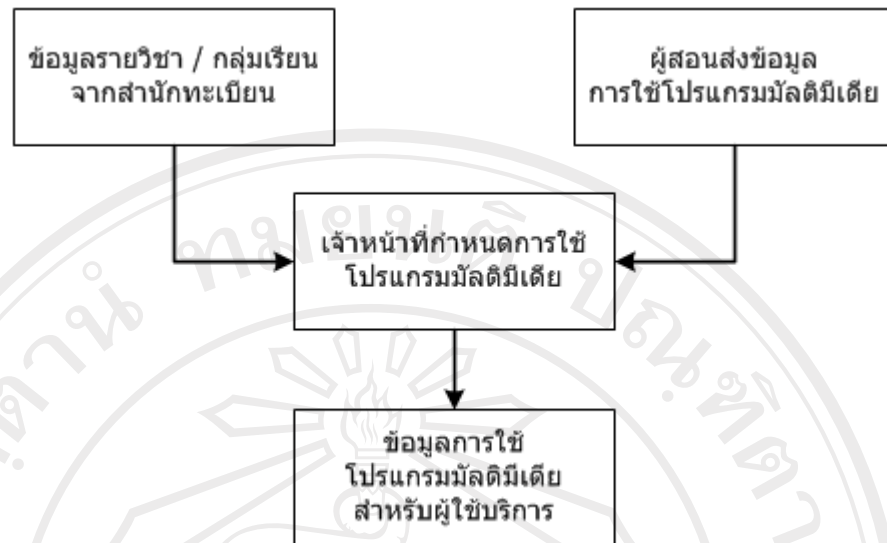 ข้อมูลรายวิชา / กลุ่มเรียน
จากสำนักทะเบียน
ผู้สอนส่งข้อมูล
การใช้โปรแกรมมัลติมีเดีย
เจ้าหน้าที่กำหนดการใช้
โปรแกรมมัลติมีเดีย
ข้อมูลการใช้
โปรแกรมมัลติมีเดีย
สำหรับผู้ใช้บริการ